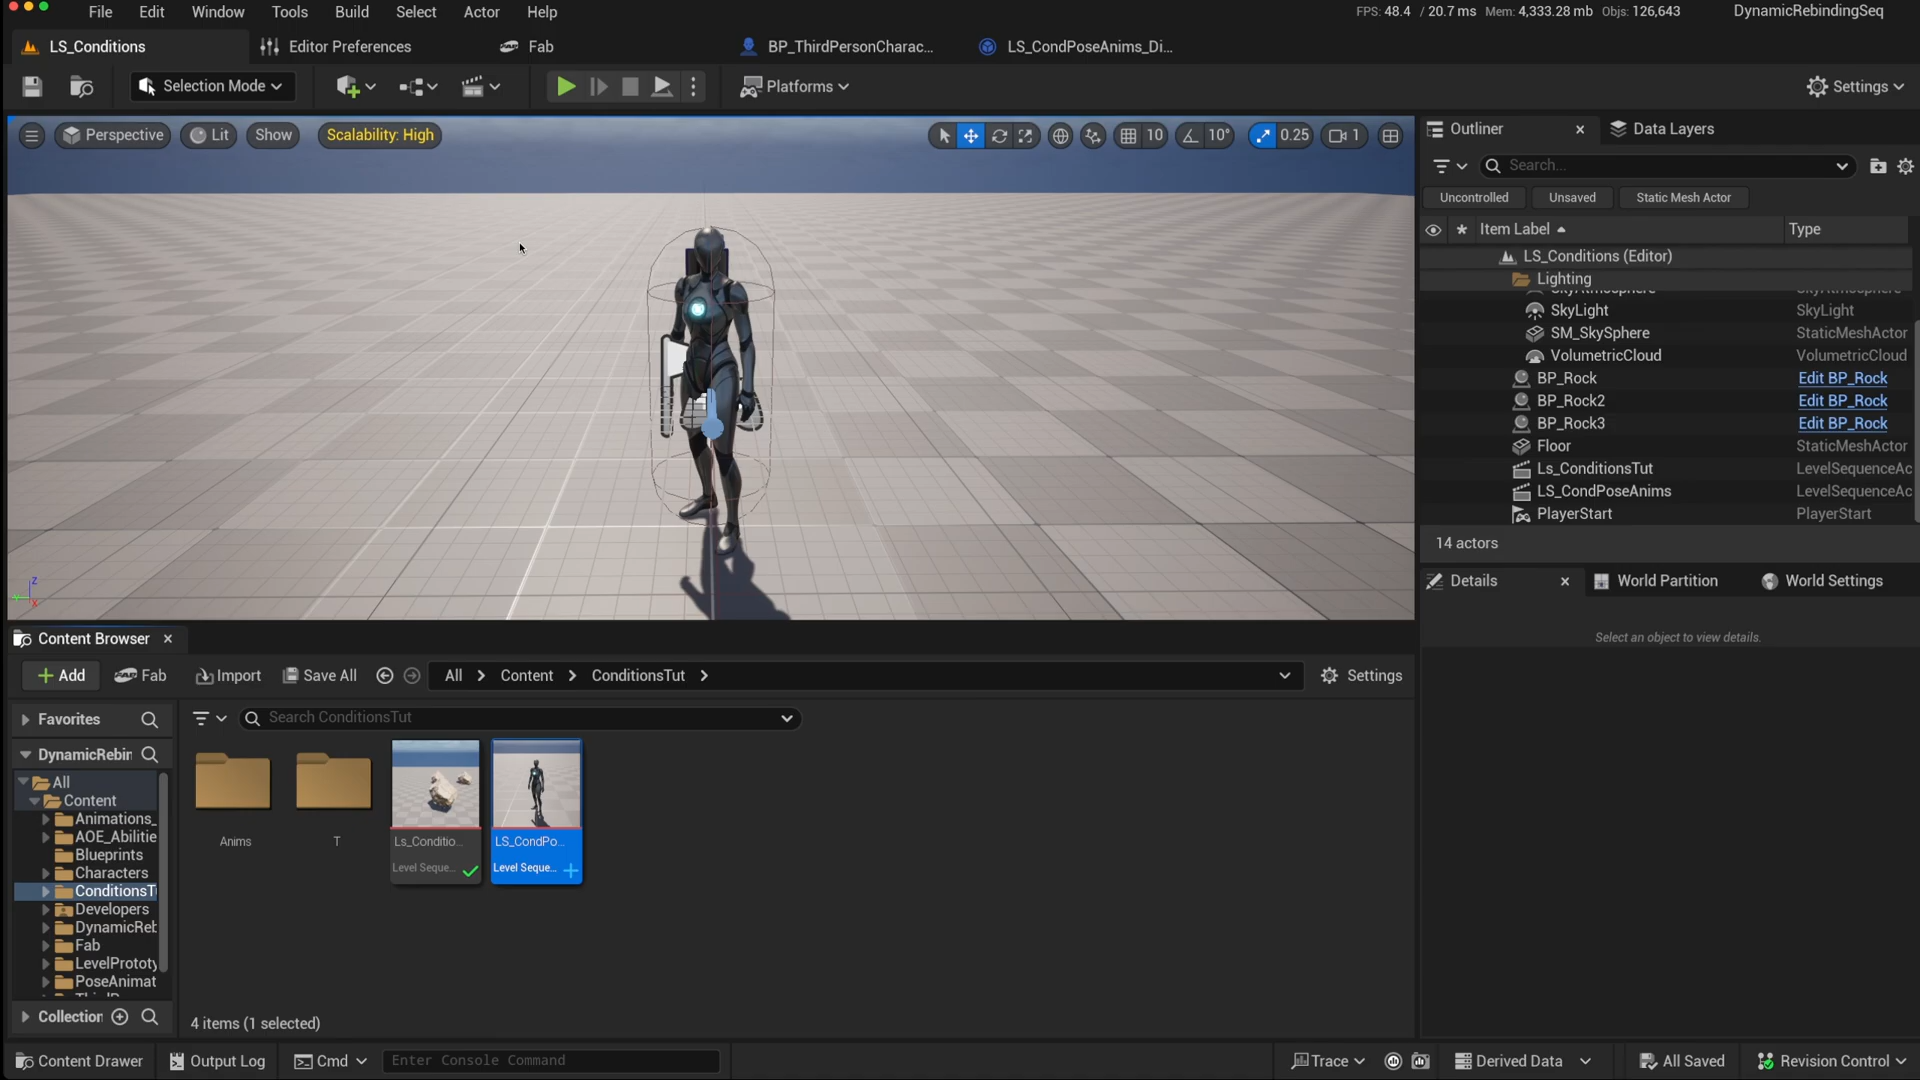 File Edit Window Tools Build Select Actor Help
FPS: 48.4 / 20.7 ms Mem: 4,333.28 mb Objs: 126,643 DynamicRebindingSeq
LS_Conditions Editor Preferences Fab BP_ThirdPersonCharac... LS_CondPoseAnims_Di...
Selection Mode Platforms Settings
Perspective Lit Show Scalability: High 10 10° 0.25 1
Z
X
Outliner Data Layers
Search...
Uncontrolled Unsaved Static Mesh Actor
Item Label Type
LS_Conditions (Editor)
Lighting
SkyLight SkyLight
SM_SkySphere StaticMeshActor
VolumetricCloud VolumetricCloud
BP_Rock Edit BP_Rock
BP_Rock2 Edit BP_Rock
BP_Rock3 Edit BP_Rock
Floor StaticMeshActor
Ls_ConditionsTut LevelSequenceAc
LS_CondPoseAnims LevelSequenceAc
PlayerStart PlayerStart
14 actors
Details World Partition World Settings
Select an object to view details.
Content Browser
Add Fab Import Save All All Content ConditionsTut Settings
Favorites
Search ConditionsTut
DynamicRebin
All
Content
Animations_
AOE_Abilitie
Blueprints
Characters
ConditionsT
Developers
DynamicReb
Fab
LevelPrototy
PoseAnimat
Collection
Anims
T
Ls_Conditio...
Level Seque...
LS_CondPo...
Level Seque...
4 items (1 selected)
Content Drawer Output Log Cmd Enter Console Command Trace Derived Data All Saved Revision Control